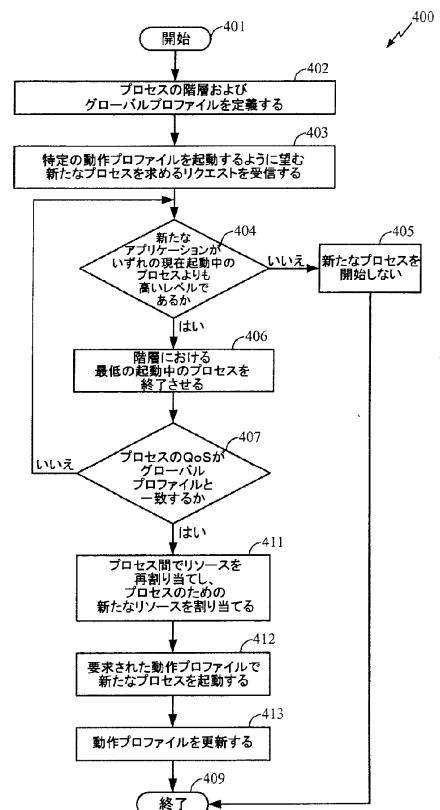 400
401
開始
402
プロセスの階層および
グローバルプロファイルを定義する
403
特定の動作プロファイルを起動するように望む
新たなプロセスを求めるリクエストを受信する
404
新たな
アプリケーションが
いずれの現在起動中の
プロセスよりも
高いレベルで
あるか
いいえ
405
新たなプロセスを
開始しない
はい
406
階層における
最低の起動中のプロセスを
終了させる
407
プロセスのQoSが
グローバル
プロファイルと
一致するか
いいえ
はい
411
プロセス間でリソースを
再割り当てし、
プロセスのための
新たなリソースを割り当てる
412
要求された動作プロファイルで
新たなプロセスを起動する
413
動作プロファイルを更新する
409
終了